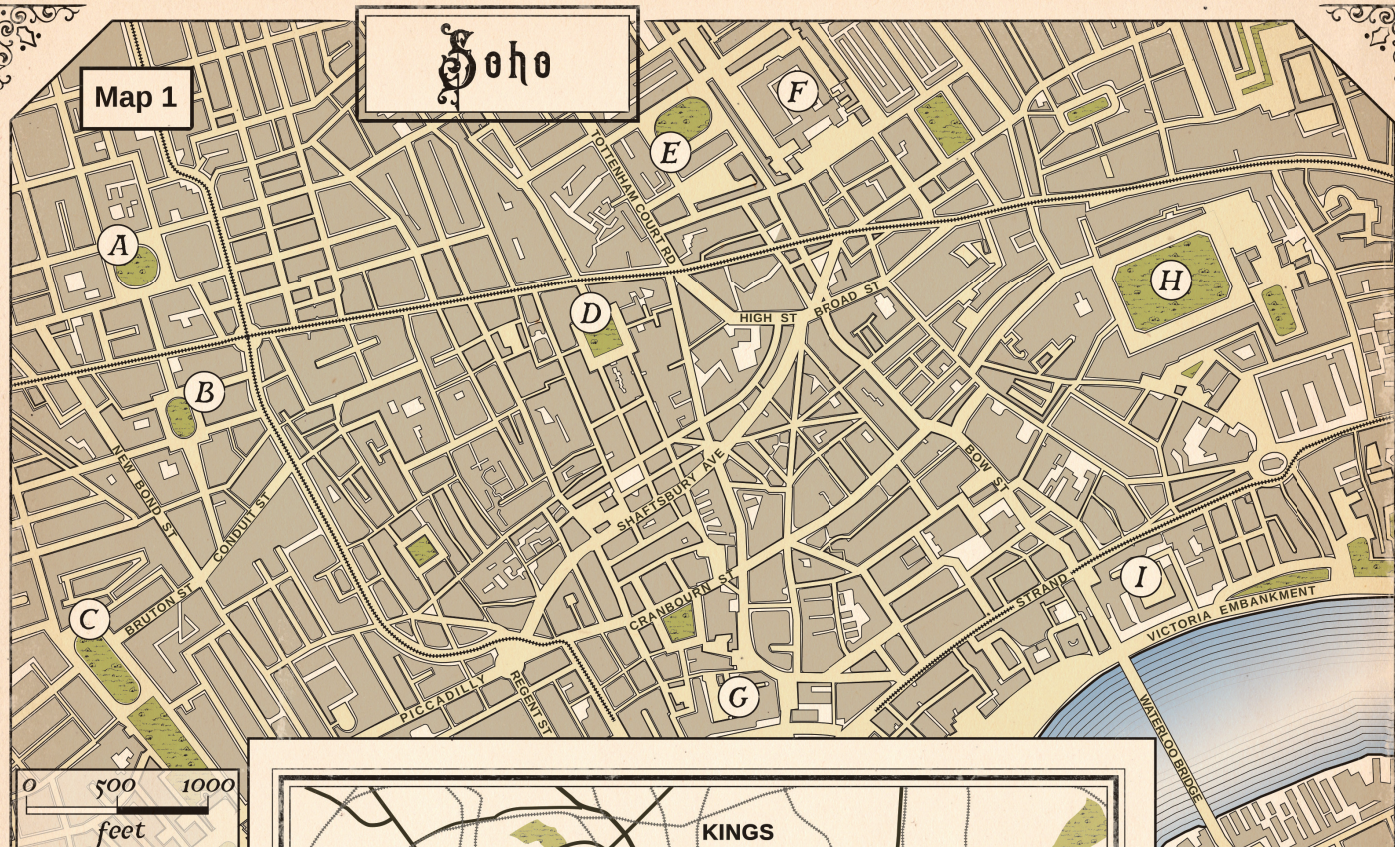 Soho
Map 1
F
E
TOTTENHAM COURT RD
A
H
D
HIGH ST
BROAD ST
B
NEW BOND ST
CONDUIT ST
SHAFTSBURY AVE
BOW ST
I
C
BRUTON ST
CRANBOURN ST
STRAND
VICTORIA EMBANKMENT
G
PICCADILLY
REGENT ST
WATERLOO BRIDGE
0 500 1000
feet
KINGS